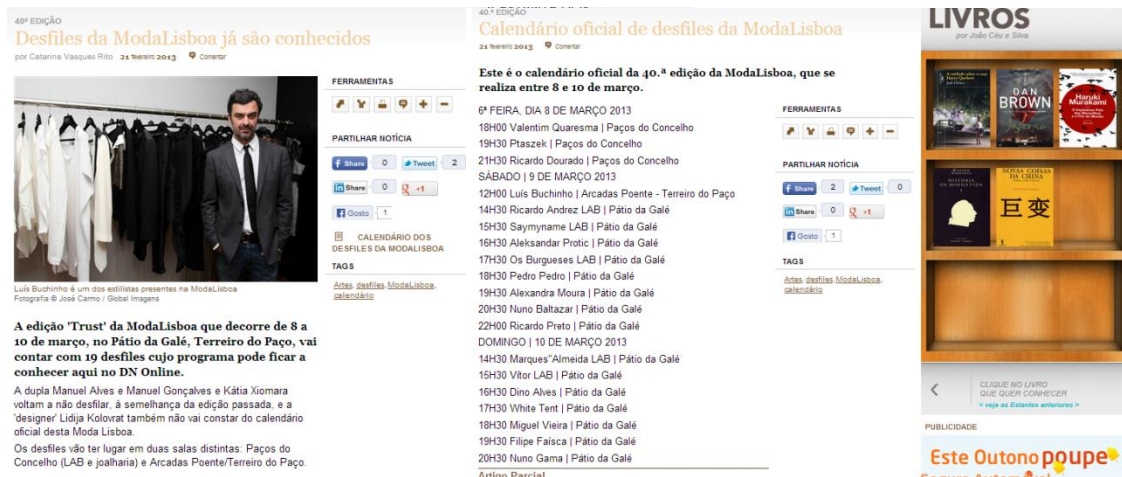 40ª EDIÇÃO
Desfiles da ModaLisboa já são conhecidos
por Catarina Vasques Rito 21 fevereiro 2013 Comentar
FERRAMENTAS
PARTILHAR NOTÍCIA
Share 0 Tweet 2
Share 0 +1
Gosto 1
CALENDÁRIO DOS
DESFILES DA MODALISBOA
TAGS
Artes, desfiles, ModaLisboa,
calendário
Luís Buchinho é um dos estilistas presentes na ModaLisboa
Fotografia © José Carmo / Global Imagens
A edição 'Trust' da ModaLisboa que decorre de 8 a
10 de março, no Pátio da Galé, Terreiro do Paço, vai
contar com 19 desfiles cujo programa pode ficar a
conhecer aqui no DN Online.
A dupla Manuel Alves e Manuel Gonçalves e Kátia Xiomara
voltam a não desfilar, à semelhança da edição passada, e a
'designer' Lidija Kolovrat também não vai constar do calendário
oficial desta Moda Lisboa.
Os desfiles vão ter lugar em duas salas distintas: Paços do
Concelho (LAB e joalharia) e Arcadas Poente/Terreiro do Paço.
40.ª EDIÇÃO
Calendário oficial de desfiles da ModaLisboa
21 fevereiro 2013 Comentar
Este é o calendário oficial da 40.ª edição da ModaLisboa, que se
realiza entre 8 e 10 de março.
6ª FEIRA, DIA 8 DE MARÇO 2013
18H00 Valentim Quaresma | Paços do Concelho
19H30 Ptaszek | Paços do Concelho
21H30 Ricardo Dourado | Paços do Concelho
SÁBADO | 9 DE MARÇO 2013
12H00 Luís Buchinho | Arcadas Poente - Terreiro do Paço
14H30 Ricardo Andrez LAB | Pátio da Galé
15H30 Saymyname LAB | Pátio da Galé
16H30 Aleksandar Protic | Pátio da Galé
17H30 Os Burgueses LAB | Pátio da Galé
18H30 Pedro Pedro | Pátio da Galé
19H30 Alexandra Moura | Pátio da Galé
20H30 Nuno Baltazar | Pátio da Galé
22H00 Ricardo Preto | Pátio da Galé
DOMINGO | 10 DE MARÇO 2013
14H30 Marques"Almeida LAB | Pátio da Galé
15H30 Vítor LAB | Pátio da Galé
16H30 Dino Alves | Pátio da Galé
17H30 White Tent | Pátio da Galé
18H30 Miguel Vieira | Pátio da Galé
19H30 Filipe Faísca | Pátio da Galé
20H30 Nuno Gama | Pátio da Galé
Artigo Parcial
FERRAMENTAS
PARTILHAR NOTÍCIA
Share 2 Tweet 0
Share 0 +1
Gosto 1
TAGS
Artes, desfiles, ModaLisboa,
calendário
LIVROS
por João Céu e Silva
DAN
BROWN
Haruki
Murakami
HISTÓRIA
DA MINHA VIDA
NOVAS COISAS
DA CHINA
巨变
CLIQUE NO LIVRO
QUE QUER CONHECER
< veja as Estantes anteriores >
PUBLICIDADE
Este Outono poupe